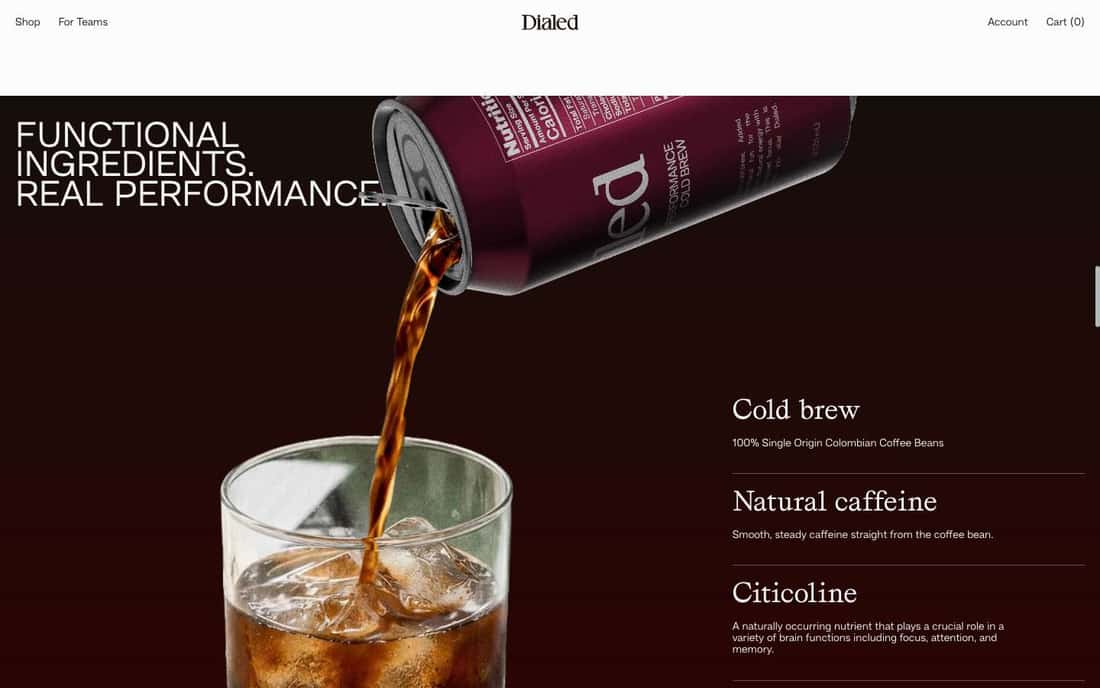 Shop
For Teams
Dialed
Account
Cart (0)
FUNCTIONAL
INGREDIENTS.
REAL PERFORMANCE.
Serving Size
COLD BREW
Cold brew
100% Single Origin Colombian Coffee Beans
Natural caffeine
Smooth, steady caffeine straight from the coffee bean.
Citicoline
A naturally occurring nutrient that plays a crucial role in a
variety of brain functions including focus, attention, and
memory.